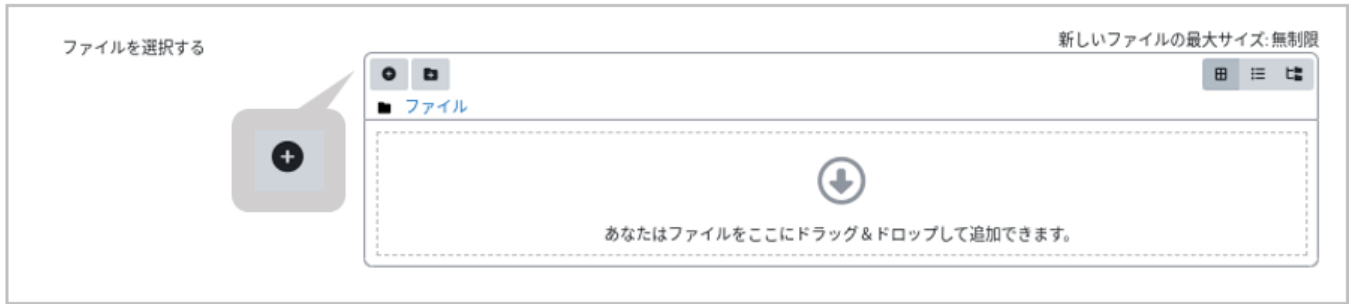 ファイルを選択する
新しいファイルの最大サイズ: 無制限
ファイル
あなたはファイルをここにドラッグ&ドロップして追加できます。